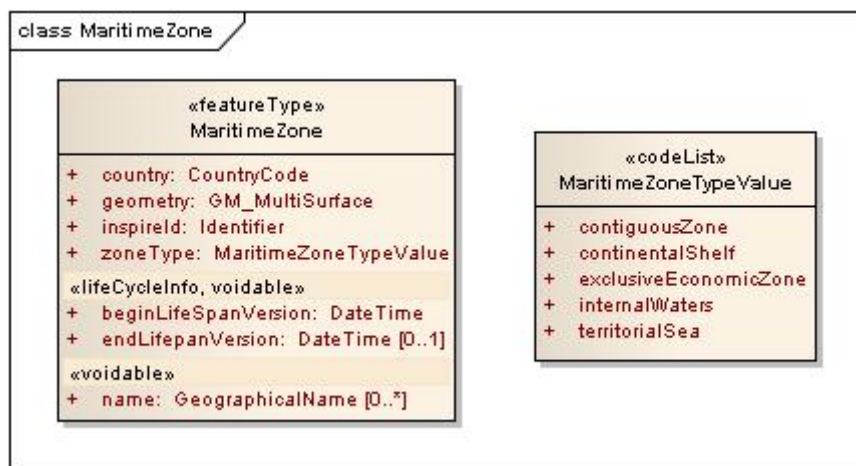 class MaritimeZone
«featureType»
MaritimeZone
+ country: CountryCode
+ geometry: GM_MultiSurface
+ inspireId: Identifier
+ zoneType: MaritimeZoneTypeValue
«lifeCycleInfo, voidable»
+ beginLifeSpanVersion: DateTime
+ endLifepanVersion: DateTime [0..1]
«voidable»
+ name: GeographicalName [0..*]
«codeList»
MaritimeZoneTypeValue
+ contiguousZone
+ continentalShelf
+ exclusiveEconomicZone
+ internalWaters
+ territorialSea